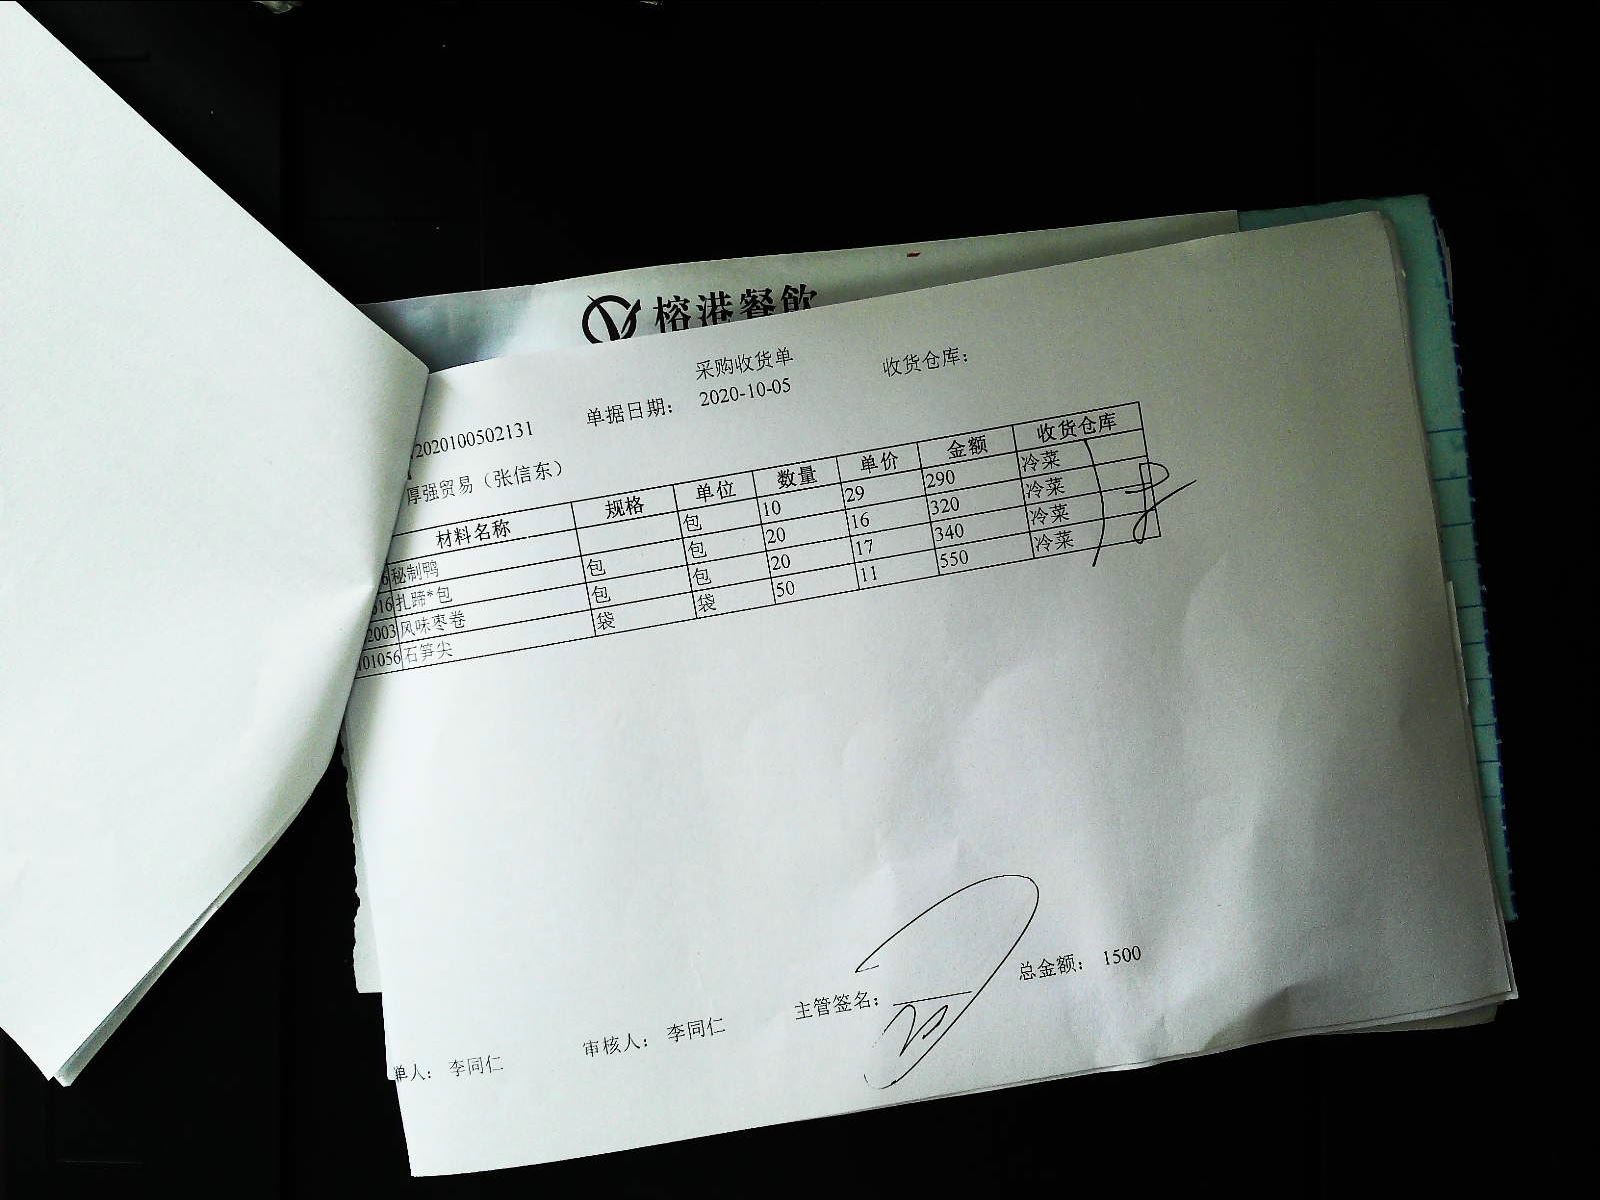 榕港餐飲
采购收货单
2020100502131 单据日期： 2020-10-05 收货仓库：
厚强贸易（张信东）
材料名称 规格 单位 数量 单价 金额 收货仓库
6 秘制鸭 包 10 29 290 冷菜
016 扎蹄*包 包 包 20 16 320 冷菜
2003 风味枣卷 包 包 20 17 340 冷菜
01056 石笋尖 袋 袋 50 11 550 冷菜
单人： 李同仁 审核人： 李同仁 主管签名： 总金额： 1500